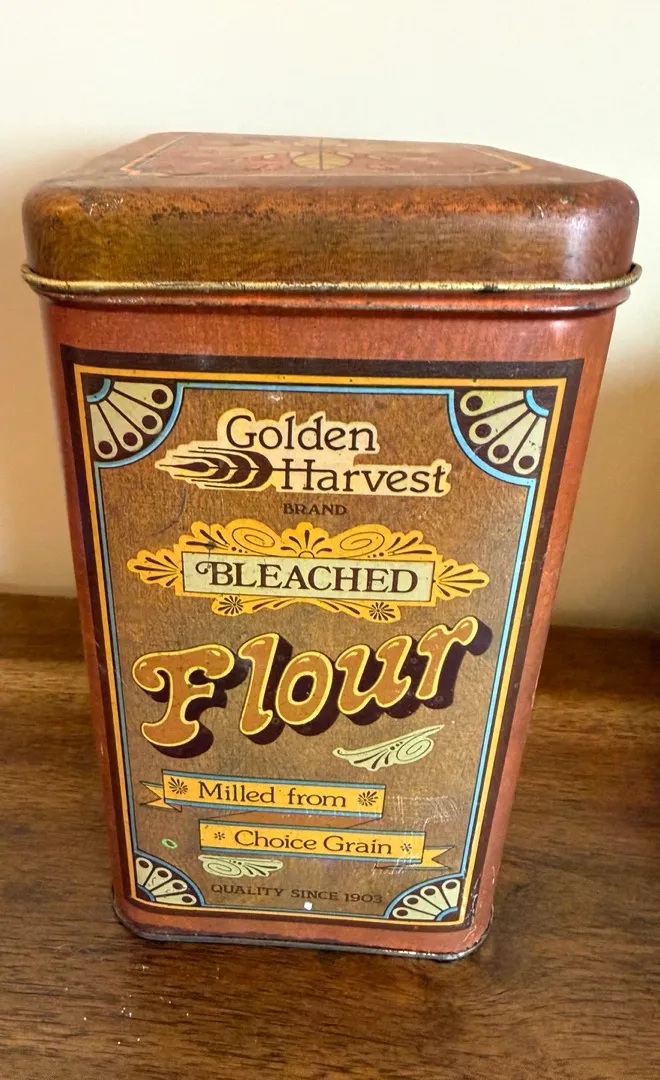 Golden
Harvest
BRAND
BLEACHED
Flour
Milled from
Choice Grain
QUALITY SINCE 1903